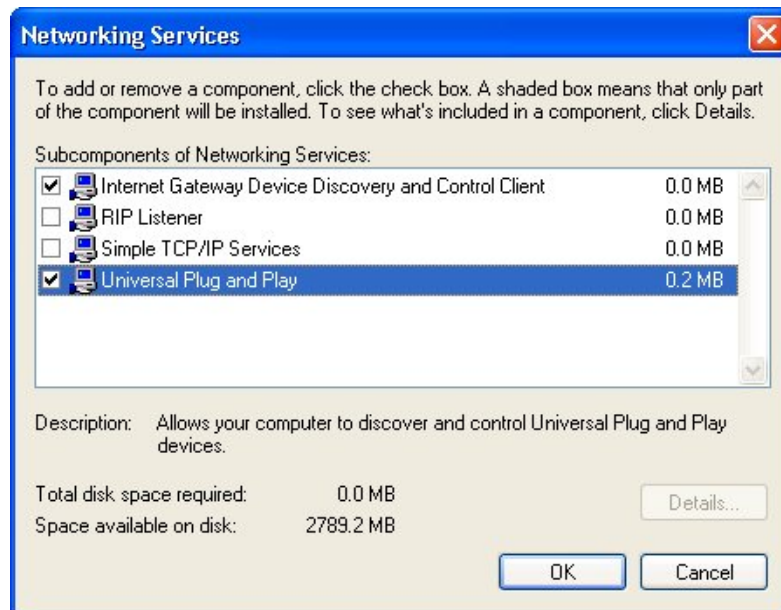 Networking Services
To add or remove a component, click the check box. A shaded box means that only part
of the component will be installed. To see what's included in a component, click Details.
Subcomponents of Networking Services:
Internet Gateway Device Discovery and Control Client 0.0 MB
RIP Listener 0.0 MB
Simple TCP/IP Services 0.0 MB
Universal Plug and Play 0.2 MB
Description: Allows your computer to discover and control Universal Plug and Play
devices.
Total disk space required: 0.0 MB
Details...
Space available on disk: 2789.2 MB
OK Cancel